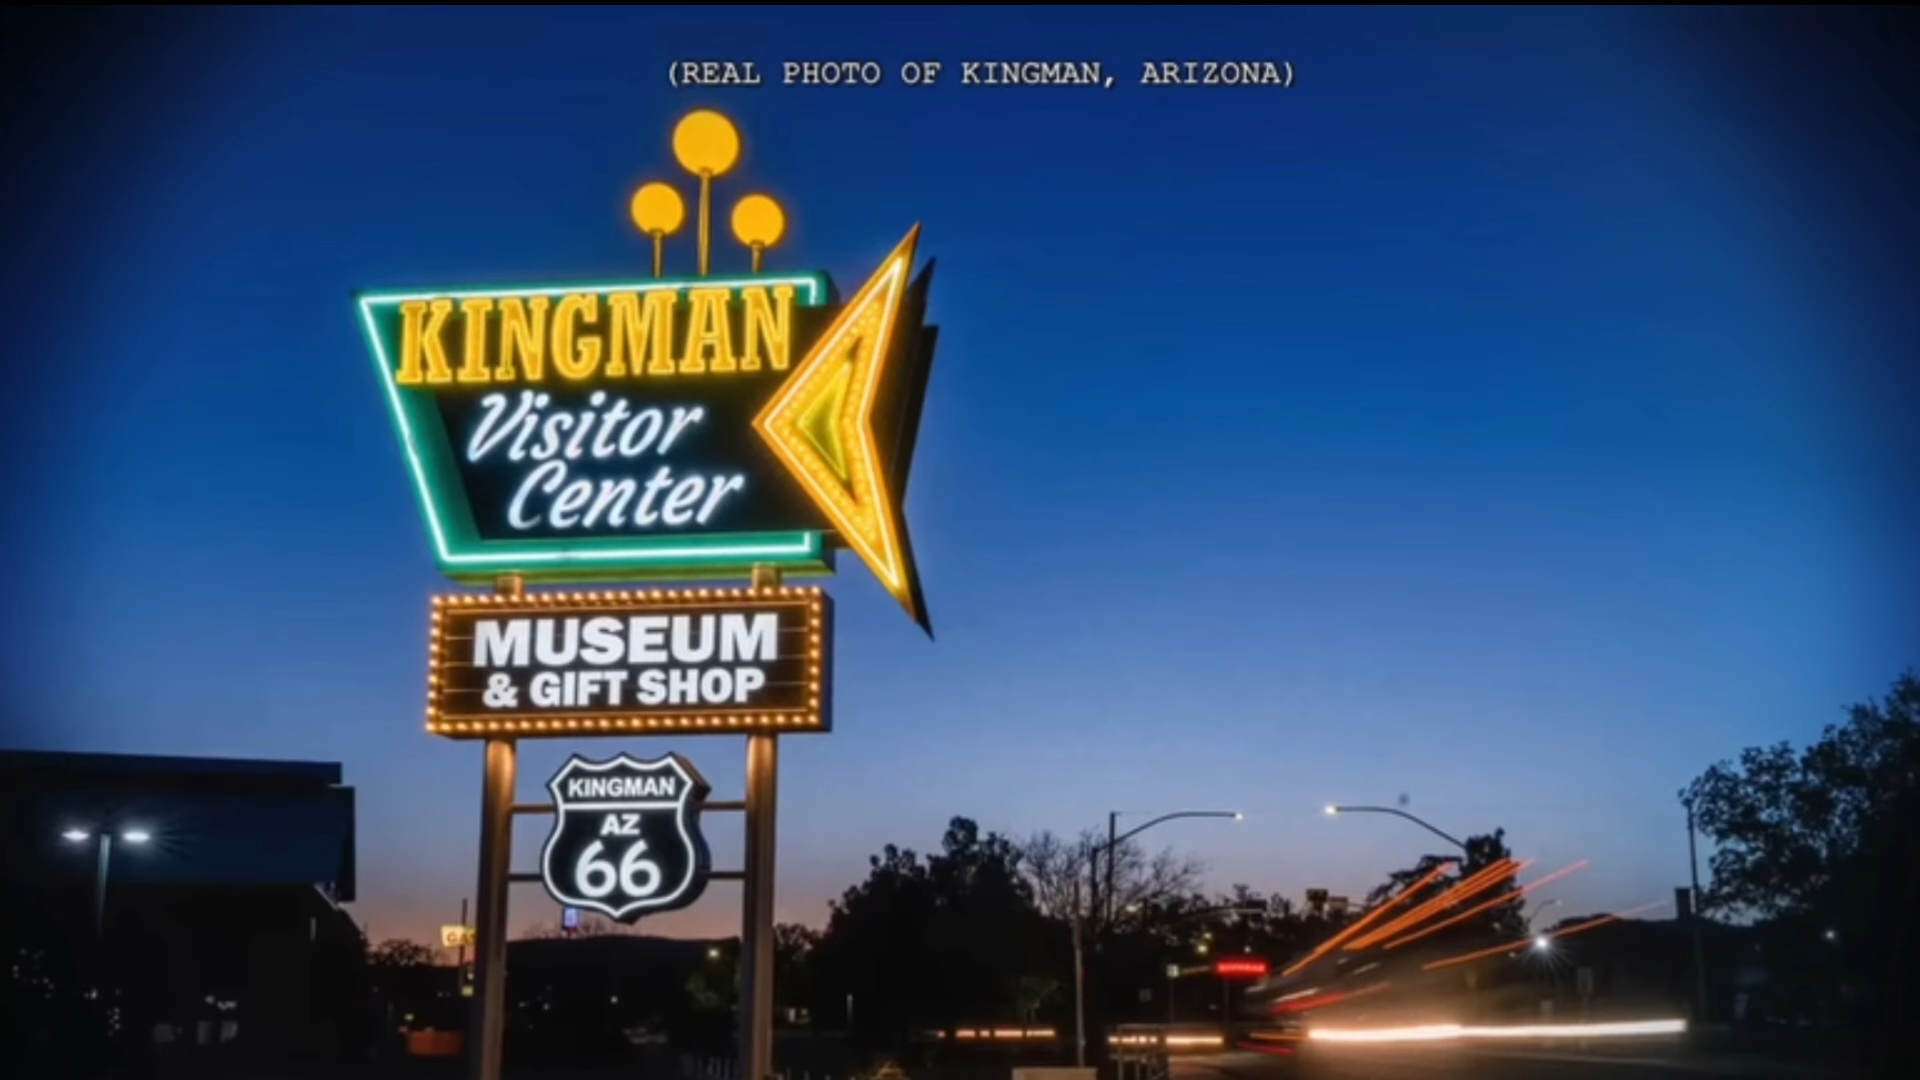 (REAL PHOTO OF KINGMAN, ARIZONA)
KINGMAN
Visitor
Center
MUSEUM
& GIFT SHOP
KINGMAN
AZ
66